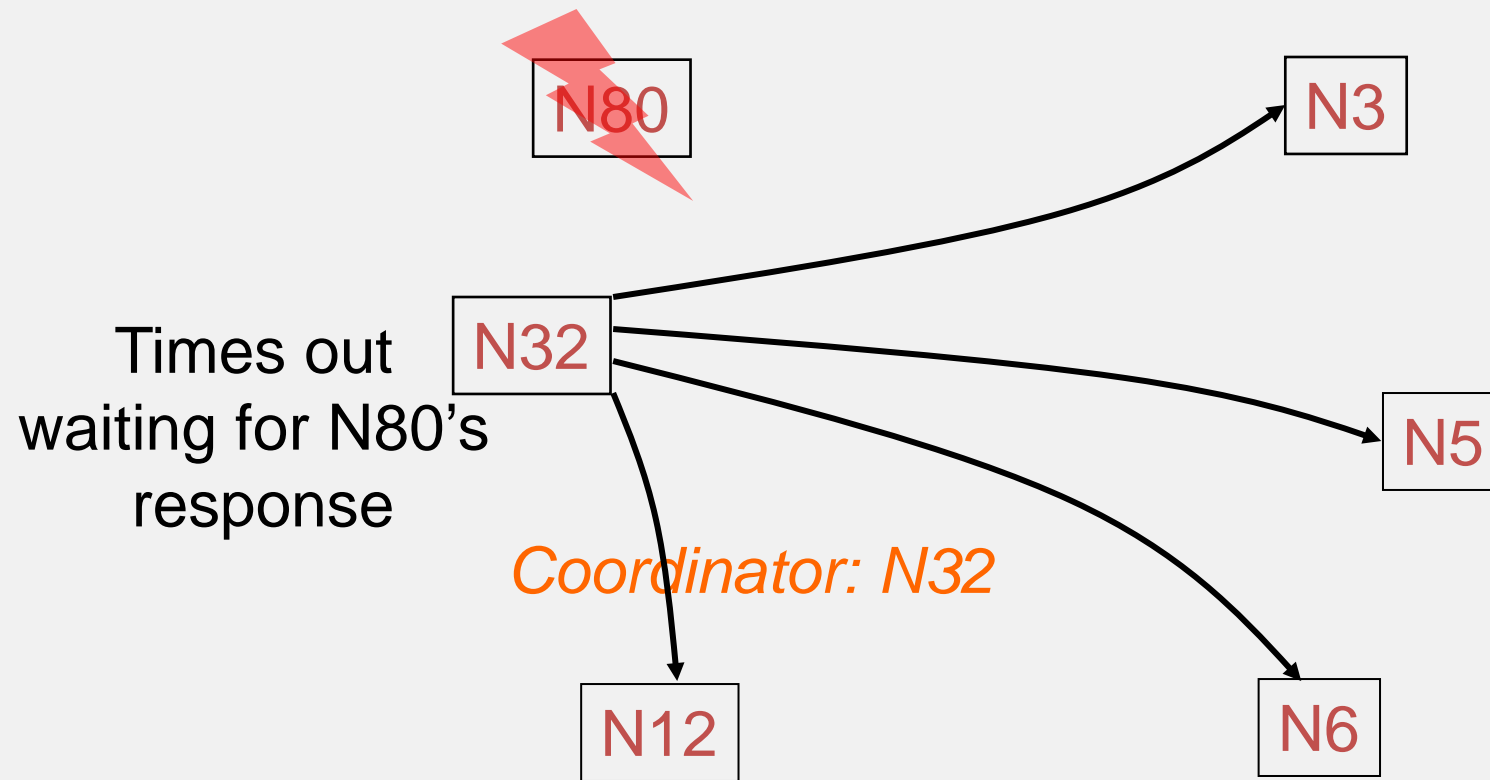 N80
N3
N32
Times out
waiting for N80’s
response
N5
Coordinator: N32
N12
N6